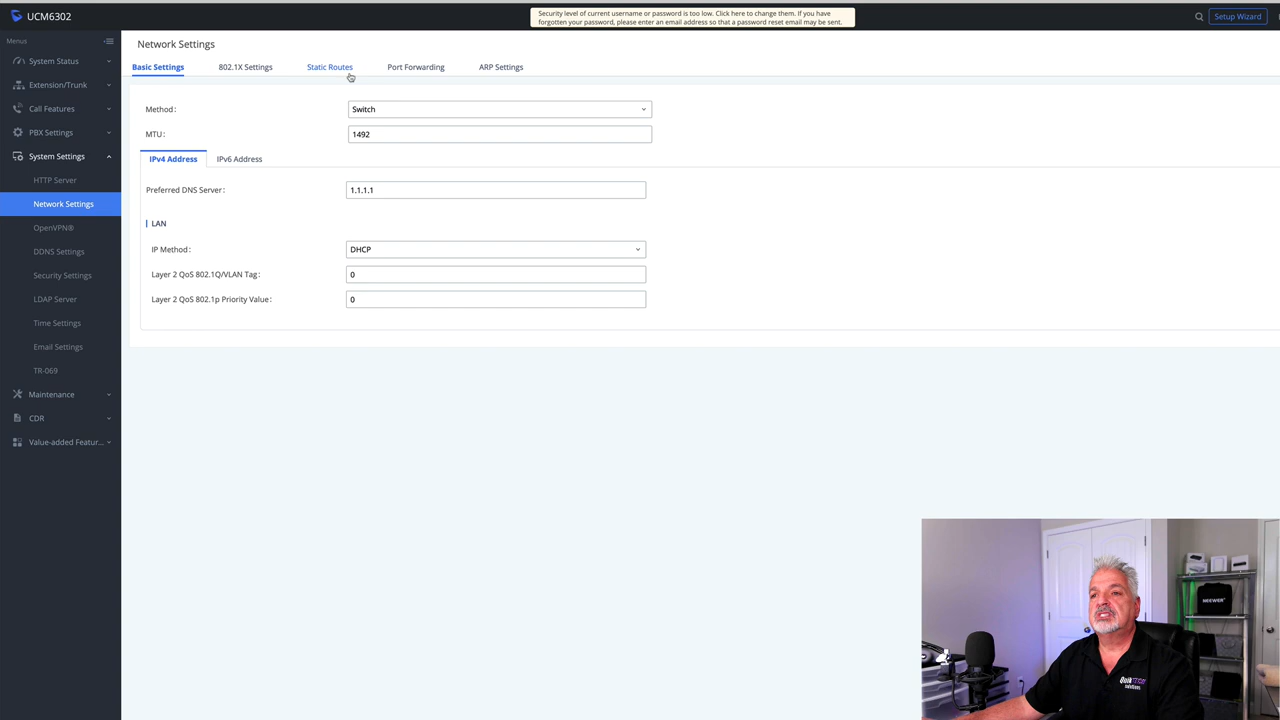 UCM6302
Security level of current username or password is too low. Click here to change them. If you have
forgotten your password, please enter an email address so that a password reset email may be sent.
Setup Wizard
Menus
System Status
Extension/Trunk
Call Features
PBX Settings
System Settings
HTTP Server
Network Settings
OpenVPN®
DDNS Settings
Security Settings
LDAP Server
Time Settings
Email Settings
TR-069
Maintenance
CDR
Value-added Featur...
Network Settings
Basic Settings 802.1X Settings Static Routes Port Forwarding ARP Settings
Method: Switch
MTU: 1492
IPv4 Address IPv6 Address
Preferred DNS Server: 1.1.1.1
LAN
IP Method: DHCP
Layer 2 QoS 802.1Q/VLAN Tag: 0
Layer 2 QoS 802.1p Priority Value: 0
NEEWER
solutions